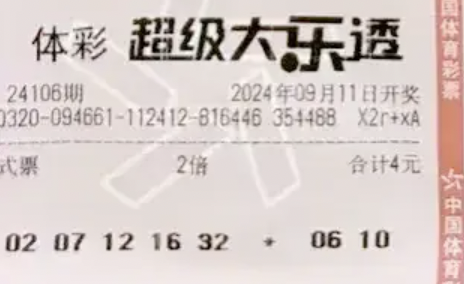 体彩 超级大乐透
24106期 2024年09月11日开奖
0320-094661-112412-816446 354488 X2r+xA
式票 2倍 合计4元
02 07 12 16 32 * 06 10
国体育彩票
中国体育